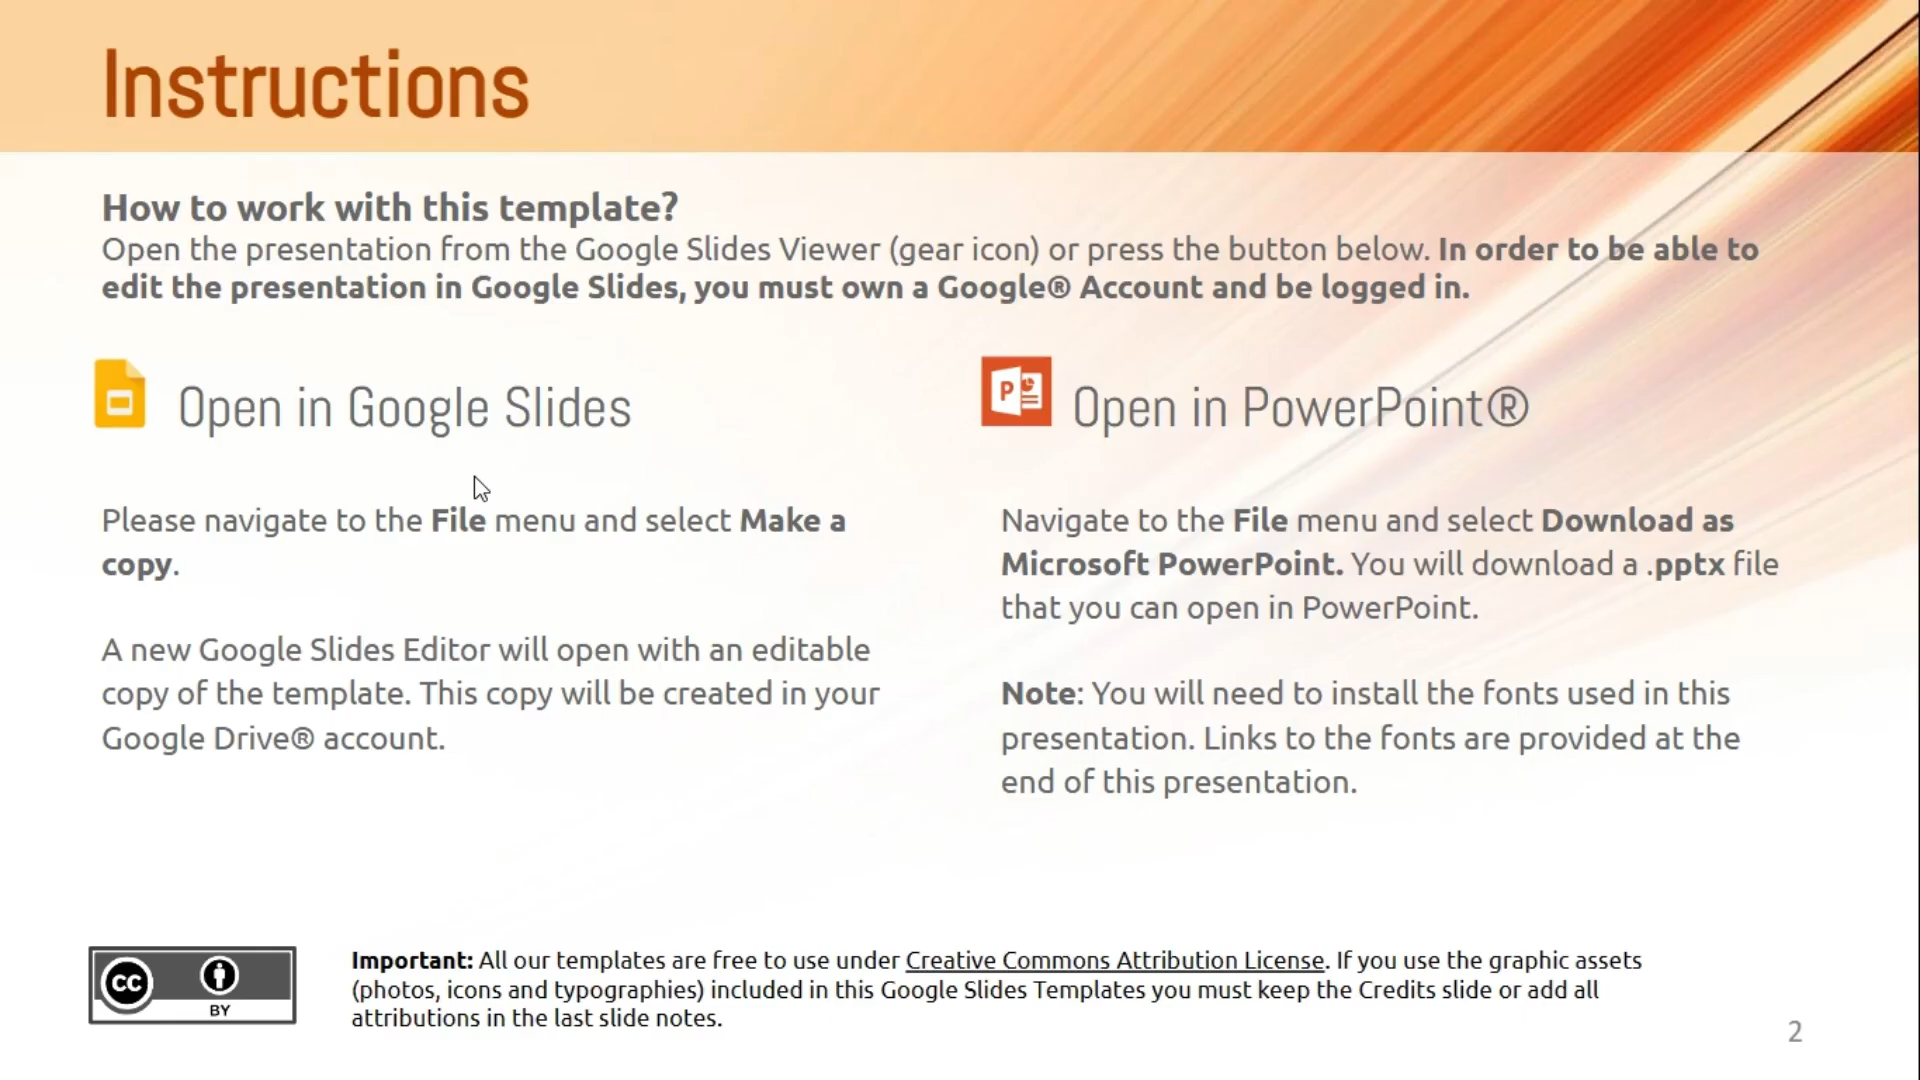 Instructions
How to work with this template?
Open the presentation from the Google Slides Viewer (gear icon) or press the button below. In order to be able to
edit the presentation in Google Slides, you must own a Google® Account and be logged in.
Open in Google Slides
Please navigate to the File menu and select Make a
copy.
A new Google Slides Editor will open with an editable
copy of the template. This copy will be created in your
Google Drive® account.
P
Open in PowerPoint®
Navigate to the File menu and select Download as
Microsoft PowerPoint. You will download a .pptx file
that you can open in PowerPoint.
Note: You will need to install the fonts used in this
presentation. Links to the fonts are provided at the
end of this presentation.
cc
BY
Important: All our templates are free to use under Creative Commons Attribution License. If you use the graphic assets
(photos, icons and typographies) included in this Google Slides Templates you must keep the Credits slide or add all
attributions in the last slide notes.
2